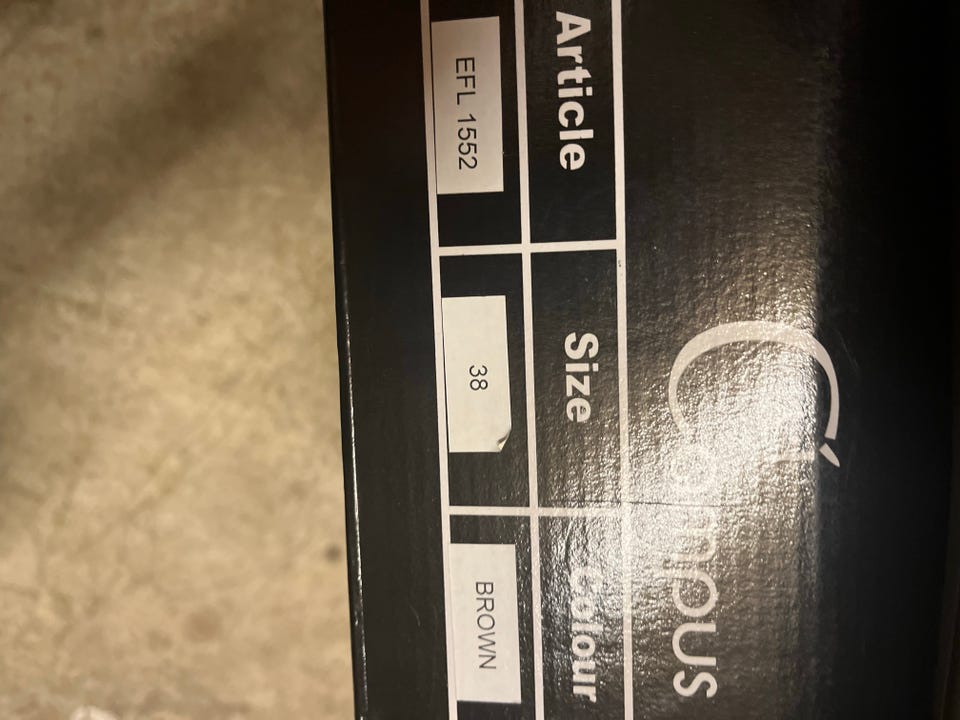 Campus
Article Size Colour
EFL 1552 38 BROWN